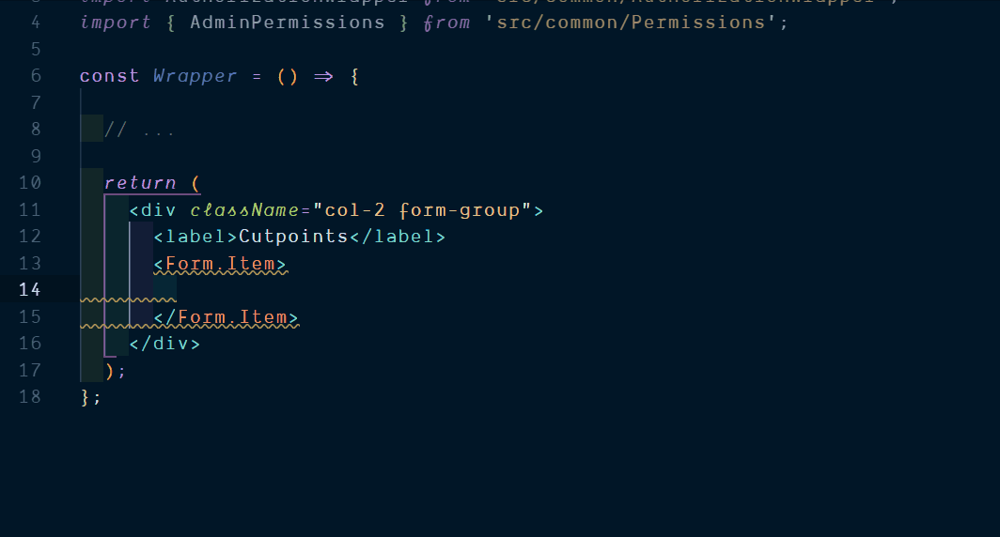 4 import { AdminPermissions } from 'src/common/Permissions';
5
6 const Wrapper = () => {
7
8 // ...
9
10 return (
11 <div className="col-2 form-group">
12 <label>Cutpoints</label>
13 <Form.Item>
14
15 </Form.Item>
16 </div>
17 );
18 };